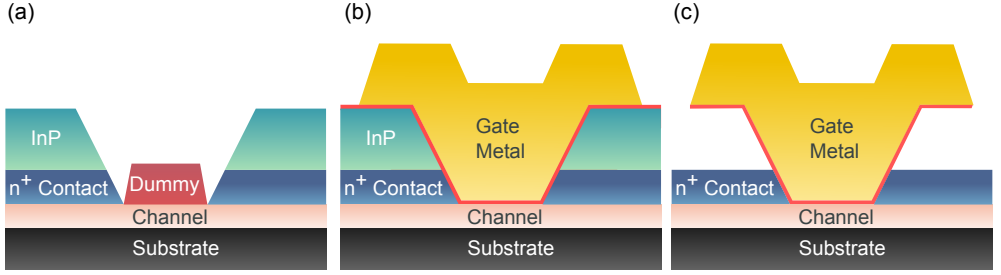 (a)
InP
n+ Contact
Dummy
Channel
Substrate
(b)
Gate
Metal
InP
n+ Contact
Channel
Substrate
(c)
Gate
Metal
n+ Contact
Channel
Substrate